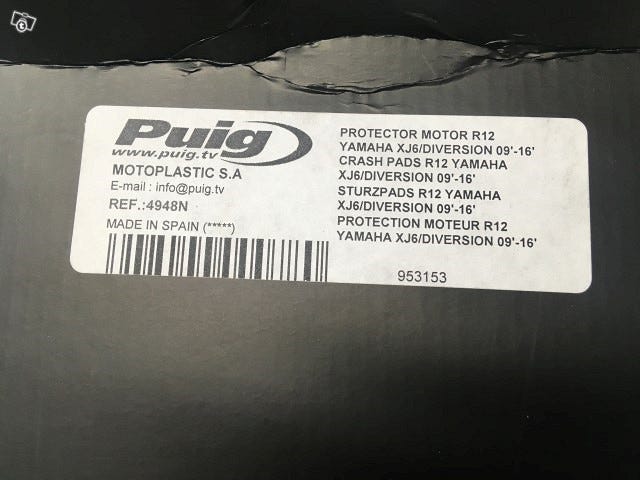 Puig
www.puig.tv
MOTOPLASTIC S.A
E-mail : info@puig.tv
REF.:4948N
MADE IN SPAIN (*****)
PROTECTOR MOTOR R12
YAMAHA XJ6/DIVERSION 09'-16'
CRASH PADS R12 YAMAHA
XJ6/DIVERSION 09'-16'
STURZPADS R12 YAMAHA
XJ6/DIVERSION 09'-16'
PROTECTION MOTEUR R12
YAMAHA XJ6/DIVERSION 09'-16'
953153